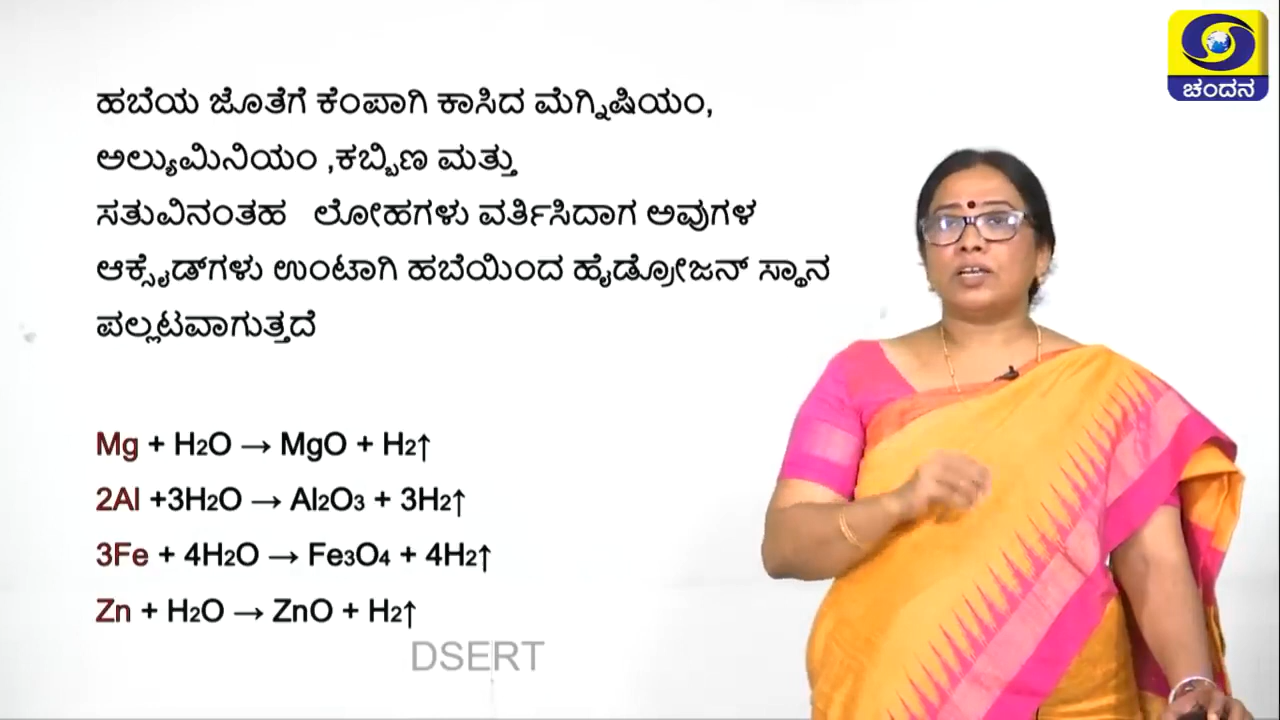 ಚಂದನ
ಹಬೆಯ ಜೊತೆಗೆ ಕೆಂಪಾಗಿ ಕಾಸಿದ ಮೆಗ್ನಿಷಿಯಂ,
ಅಲ್ಯುಮಿನಿಯಂ ,ಕಬ್ಬಿಣ ಮತ್ತು
ಸತುವಿನಂತಹ ಲೋಹಗಳು ವರ್ತಿಸಿದಾಗ ಅವುಗಳ
ಆಕ್ಸೈಡ್‌ಗಳು ಉಂಟಾಗಿ ಹಬೆಯಿಂದ ಹೈಡ್ರೋಜನ್ ಸ್ಥಾನ
ಪಲ್ಲಟವಾಗುತ್ತದೆ
Mg + H₂O → MgO + H₂↑
2Al +3H₂O → Al₂O₃ + 3H₂↑
3Fe + 4H₂O → Fe₃O₄ + 4H₂↑
Zn + H₂O → ZnO + H₂↑
DSERT